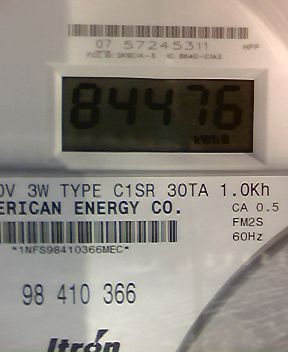 07 57245311
84476
kWh
0V 3W TYPE C1SR 30TA 1.0Kh
ERICAN ENERGY CO.
CA 0.5
FM2S
60Hz
*1NFS98410366MEC*
98 410 366
Itrón